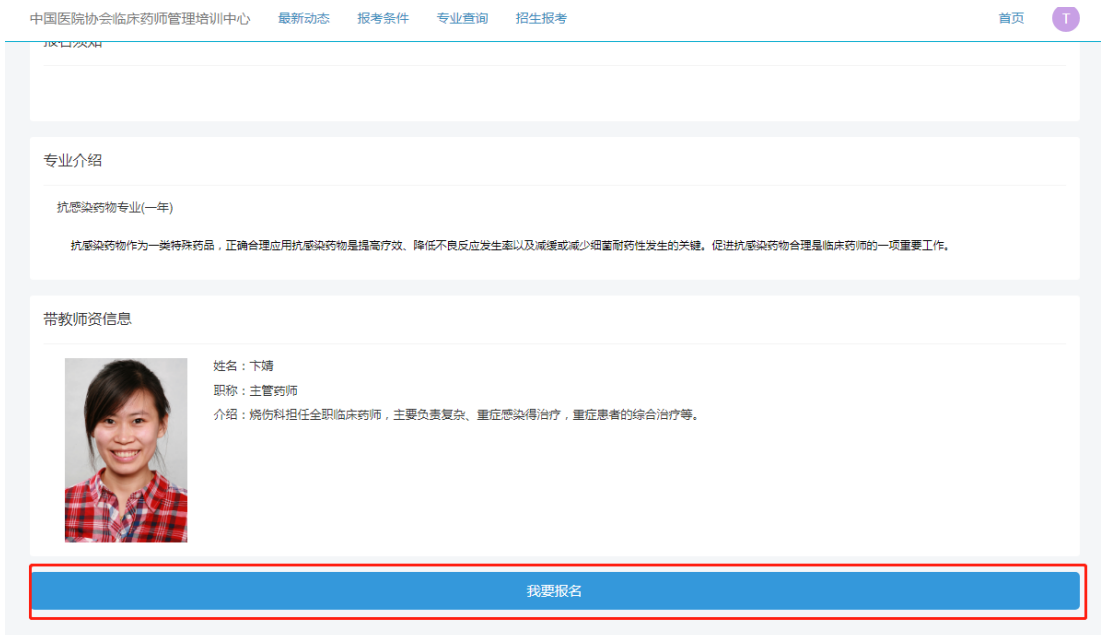 中国医院协会临床药师管理培训中心 最新动态 报考条件 专业查询 招生报考 首页 T
报名须知
专业介绍
抗感染药物专业(一年)
抗感染药物作为一类特殊药品，正确合理应用抗感染药物是提高疗效、降低不良反应发生率以及减缓或减少细菌耐药性发生的关键。促进抗感染药物合理是临床药师的一项重要工作。
带教师资信息
姓名：卞婧
职称：主管药师
介绍：烧伤科担任全职临床药师，主要负责复杂、重症感染得治疗，重症患者的综合治疗等。
我要报名